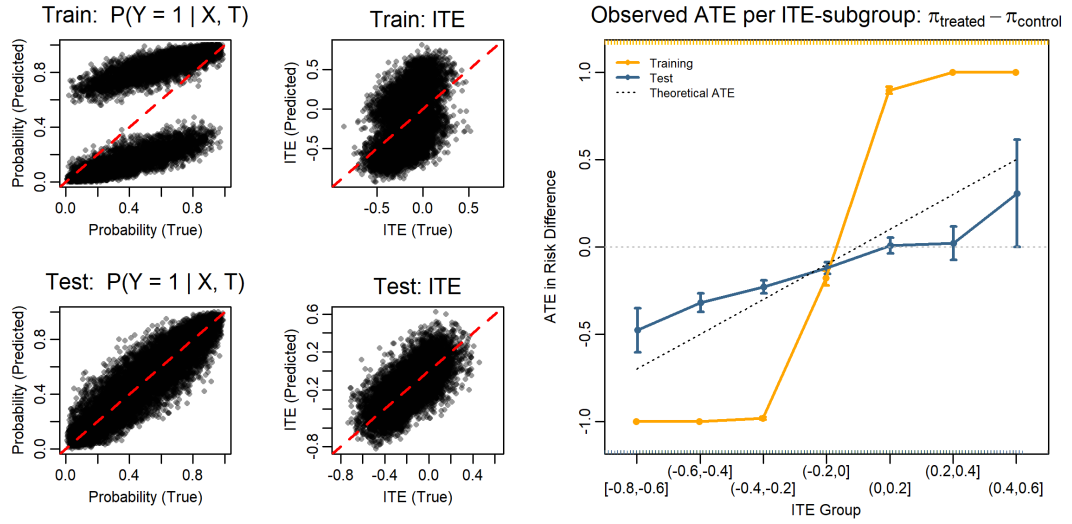 Train: P(Y = 1 | X, T)
Probability (Predicted)
0.8
0.4
0.0
0.0 0.4 0.8
Probability (True)
Train: ITE
ITE (Predicted)
0.5
0.0
-0.5
-0.5 0.0 0.5
ITE (True)
Test: P(Y = 1 | X, T)
Probability (Predicted)
0.8
0.4
0.0
0.0 0.4 0.8
Probability (True)
Test: ITE
ITE (Predicted)
0.6
0.2
-0.2
-0.8
-0.8 -0.4 0.0 0.4
ITE (True)
Observed ATE per ITE-subgroup: πtreated − πcontrol
Training
Test
Theoretical ATE
ATE in Risk Difference
1.0
0.5
0.0
-0.5
-1.0
(-0.6,-0.4] (-0.2,0] (0.2,0.4]
[-0.8,-0.6] (-0.4,-0.2] (0,0.2] (0.4,0.6]
ITE Group